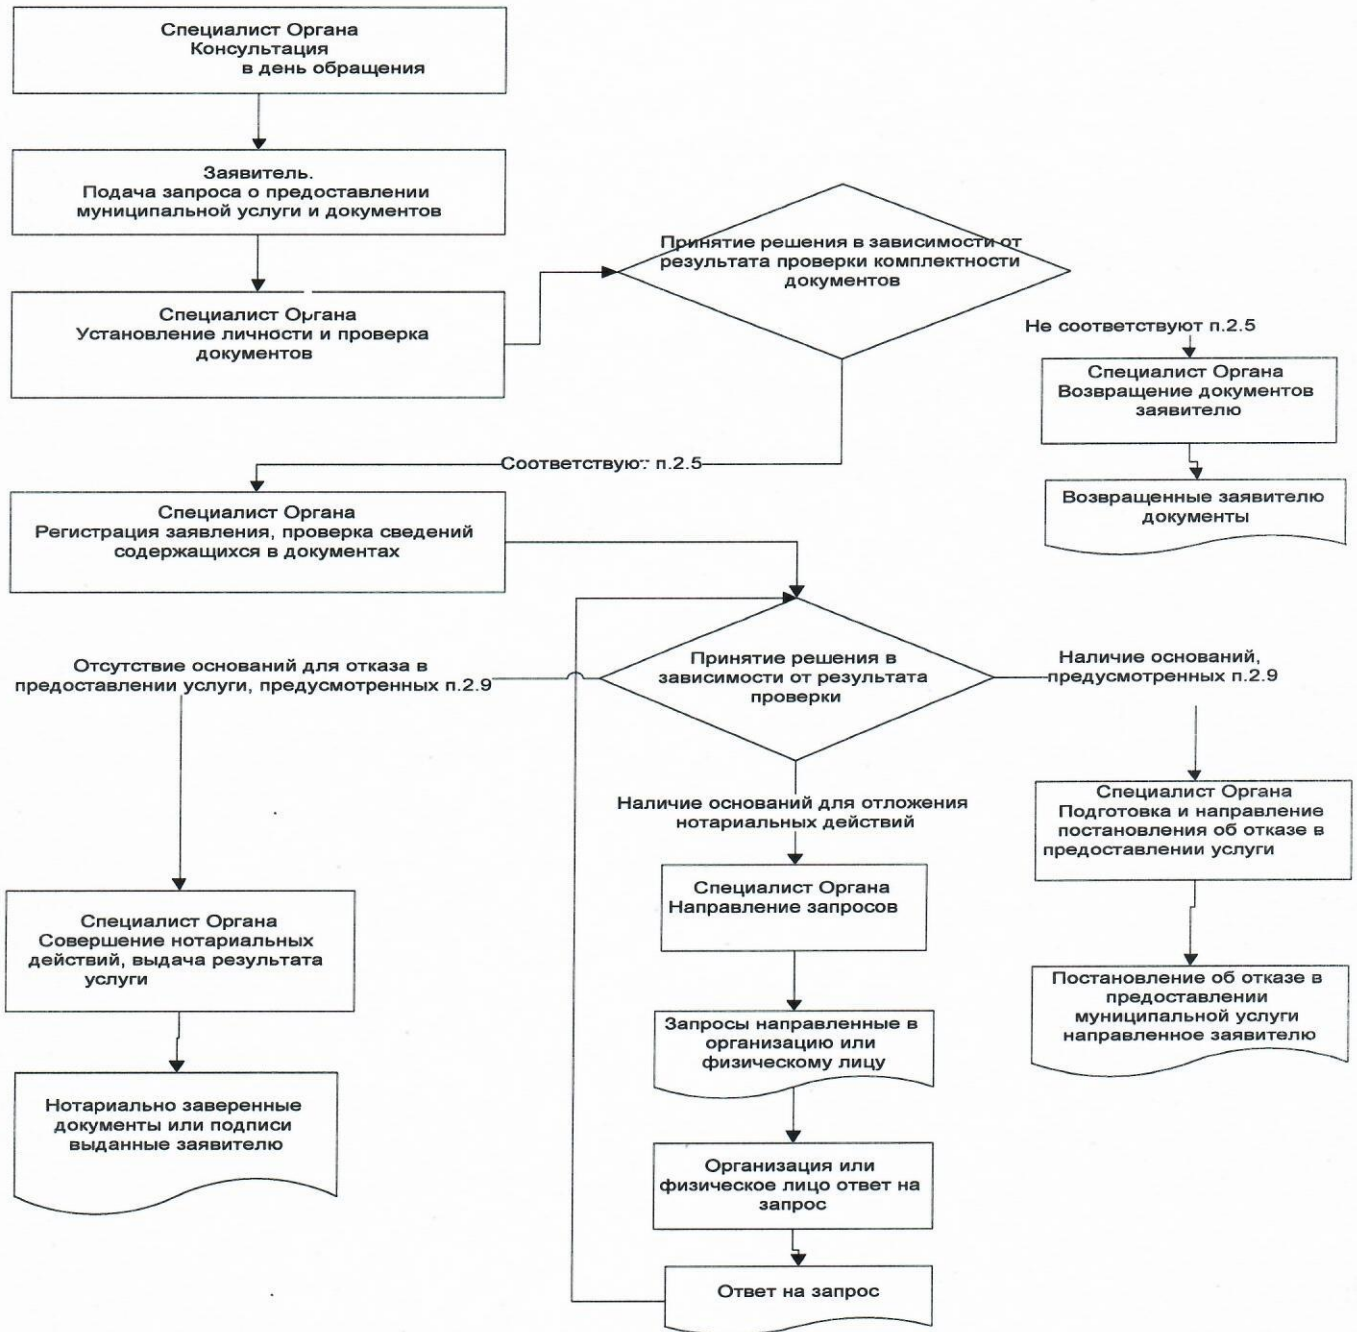 Специалист Органа
Консультация
в день обращения
Заявитель.
Подача запроса о предоставлении
муниципальной услуги и документов
Принятие решения в зависимости от
результата проверки комплектности
документов
Специалист Органа
Установление личности и проверка
документов
Не соответствуют п.2.5
Специалист Органа
Возвращение документов
заявителю
Соответствуют п.2.5
Возвращенные заявителю
документы
Специалист Органа
Регистрация заявления, проверка сведений
содержащихся в документах
Отсутствие оснований для отказа в
предоставлении услуги, предусмотренных п.2.9
Принятие решения в
зависимости от результата
проверки
Наличие оснований,
предусмотренных п.2.9
Наличие оснований для отложения
нотариальных действий
Специалист Органа
Подготовка и направление
постановления об отказе в
предоставлении услуги
Специалист Органа
Направление запросов
Специалист Органа
Совершение нотариальных
действий, выдача результата
услуги
Постановление об отказе в
предоставлении
муниципальной услуги
направленное заявителю
Запросы направленные в
организацию или
физическому лицу
Нотариально заверенные
документы или подписи
выданные заявителю
Организация или
физическое лицо ответ на
запрос
Ответ на запрос